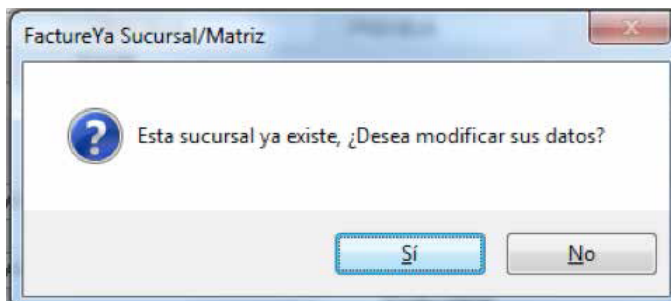 FactureYa Sucursal/Matriz
Esta sucursal ya existe, ¿Desea modificar sus datos?
Sí
No